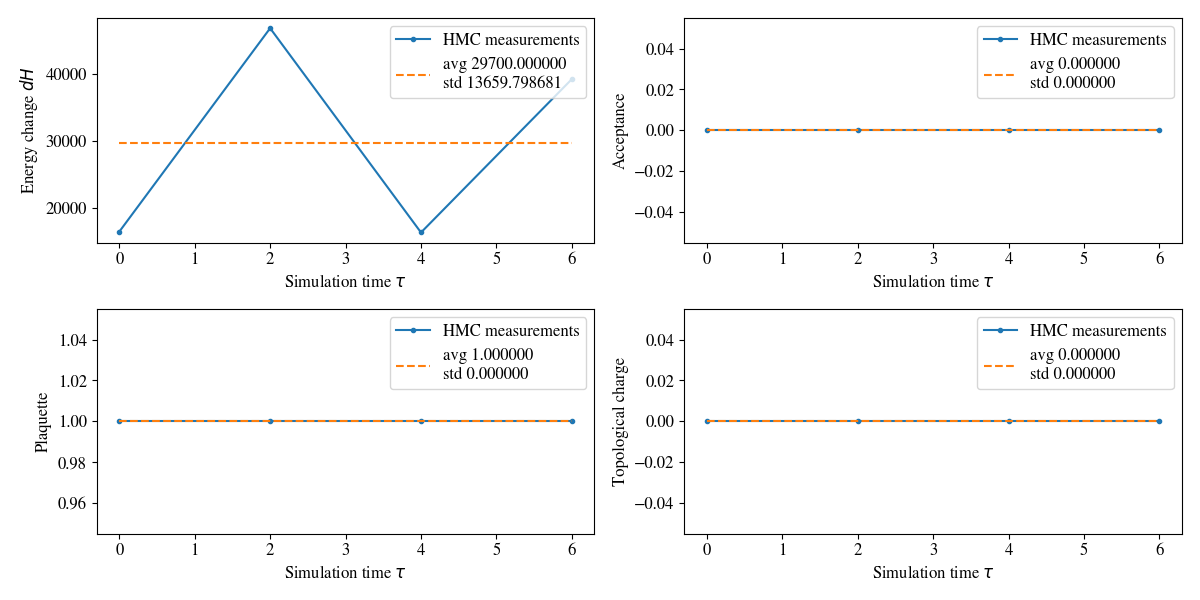 HMC measurements
avg 29700.000000
std 13659.798681
Energy change dH
40000
30000
20000
0 1 2 3 4 5 6
Simulation time τ
HMC measurements
avg 0.000000
std 0.000000
Acceptance
0.04
0.02
0.00
−0.02
−0.04
0 1 2 3 4 5 6
Simulation time τ
HMC measurements
avg 1.000000
std 0.000000
Plaquette
1.04
1.02
1.00
0.98
0.96
0 1 2 3 4 5 6
Simulation time τ
HMC measurements
avg 0.000000
std 0.000000
Topological charge
0.04
0.02
0.00
−0.02
−0.04
0 1 2 3 4 5 6
Simulation time τ